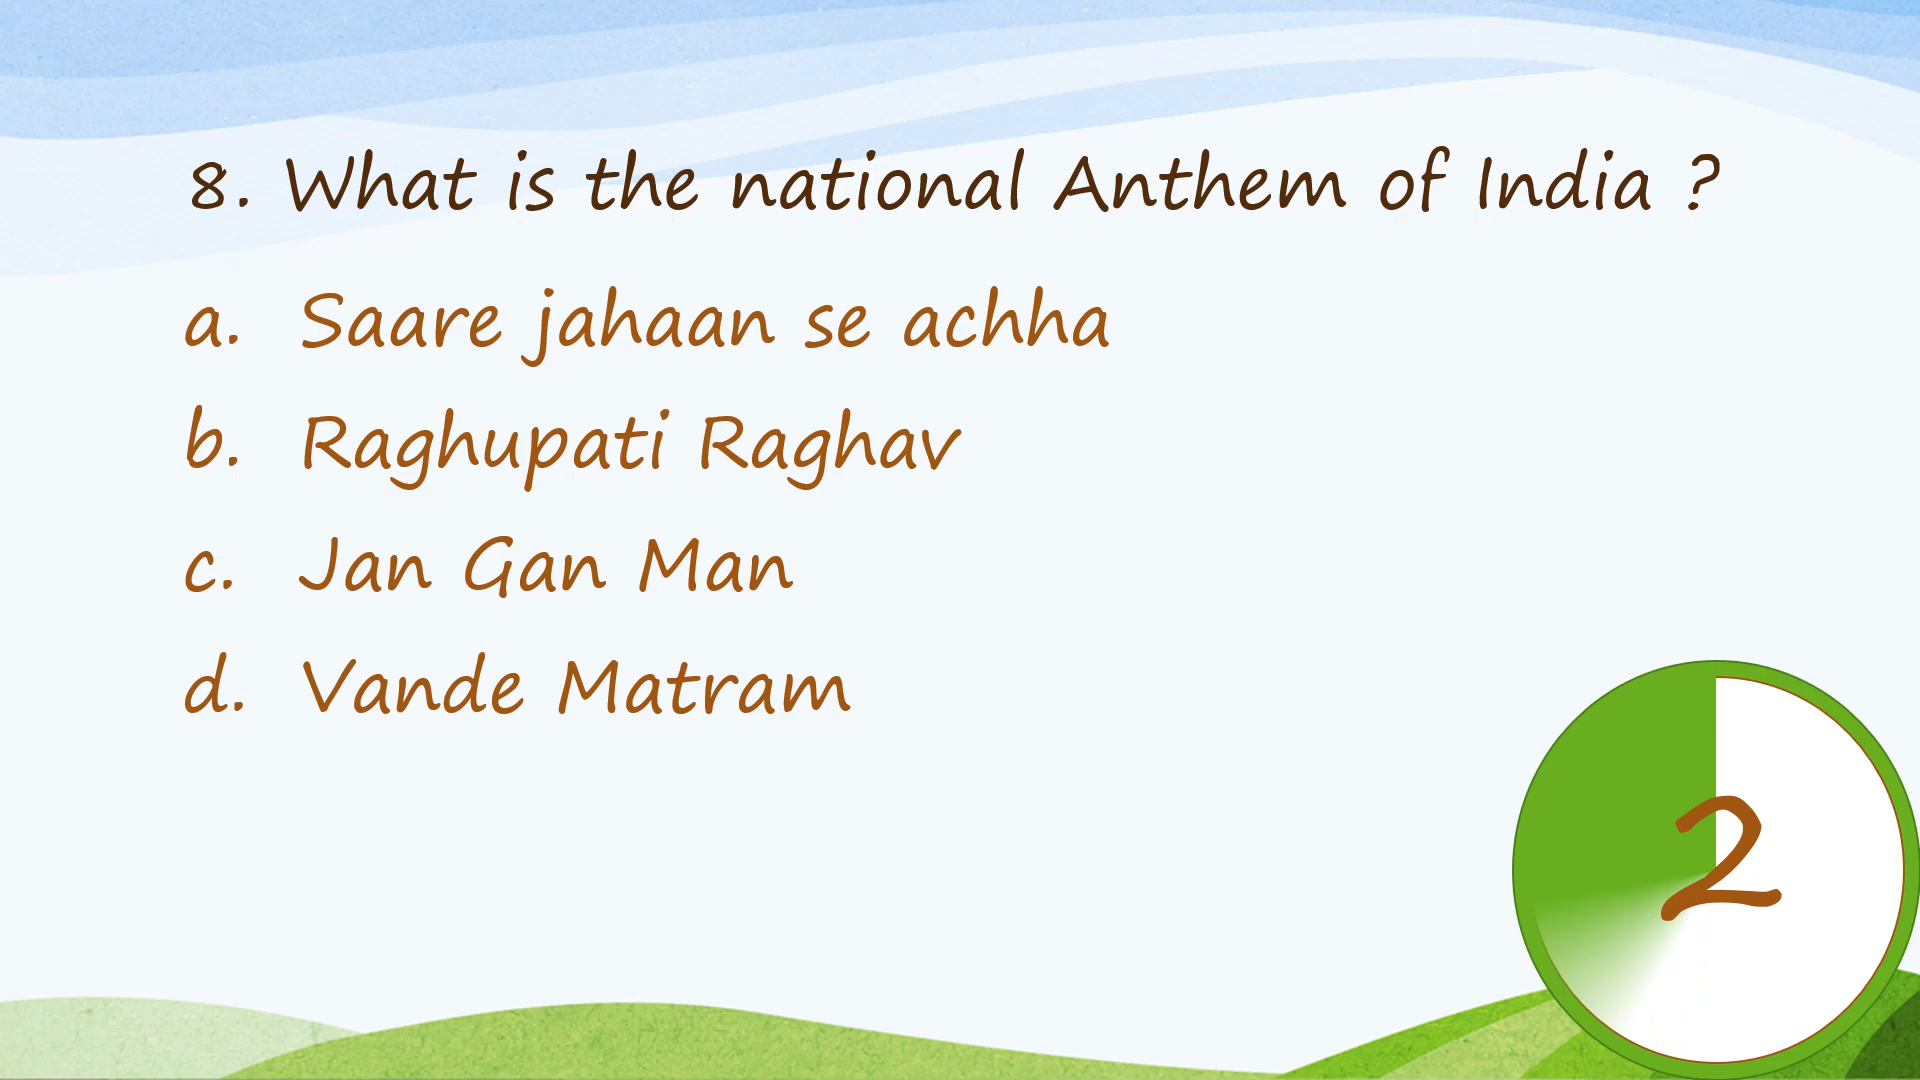 8. What is the national Anthem of India ?
a. Saare jahaan se achha
b. Raghupati Raghav
c. Jan Gan Man
d. Vande Matram
2